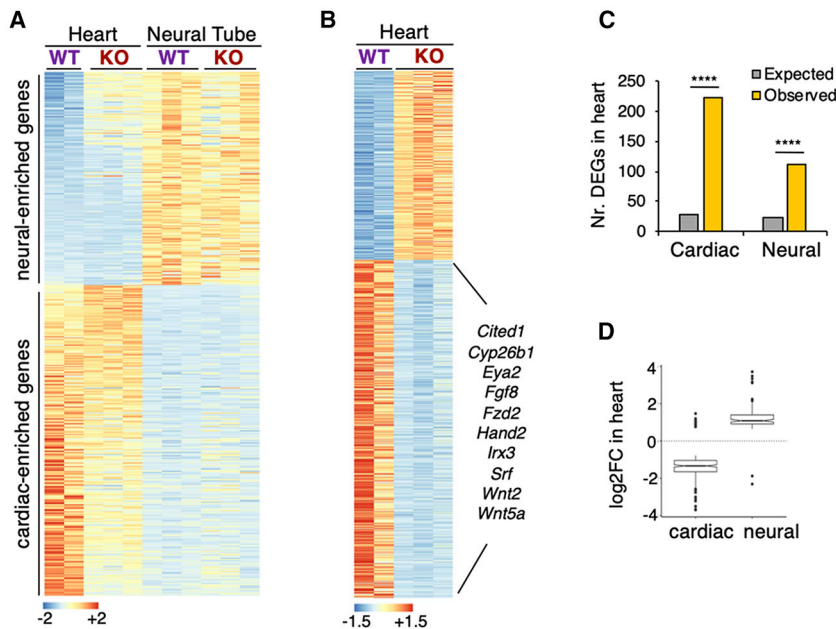 A
Heart Neural Tube
WT KO WT KO
neural-enriched genes
cardiac-enriched genes
-2 +2
B
Heart
WT KO
Cited1
Cyp26b1
Eya2
Fgf8
Fzd2
Hand2
Irx3
Srf
Wnt2
Wnt5a
-1.5 +1.5
C
Nr. DEGs in heart
250
200
150
100
50
0
****
****
Expected
Observed
Cardiac Neural
D
log2FC in heart
4
2
0
-2
-4
cardiac neural